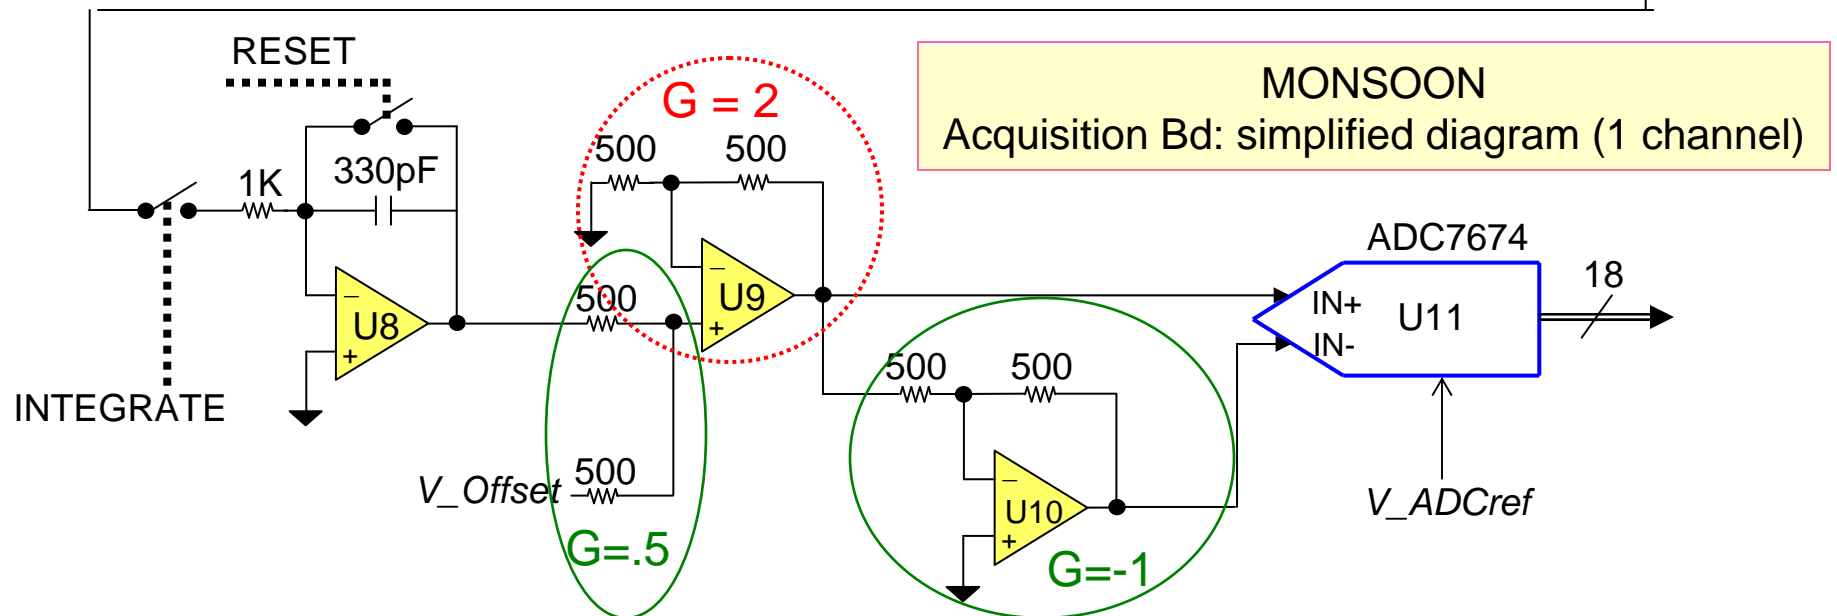 RESET
MONSOON
Acquisition Bd: simplified diagram (1 channel)
G = 2
500 500
1K
330pF
ADC7674
18
–
U9
+
500
IN+
U11
IN-
–
U8
+
500 500
INTEGRATE
V_Offset
500
–
U10
+
V_ADCref
G=.5
G=-1